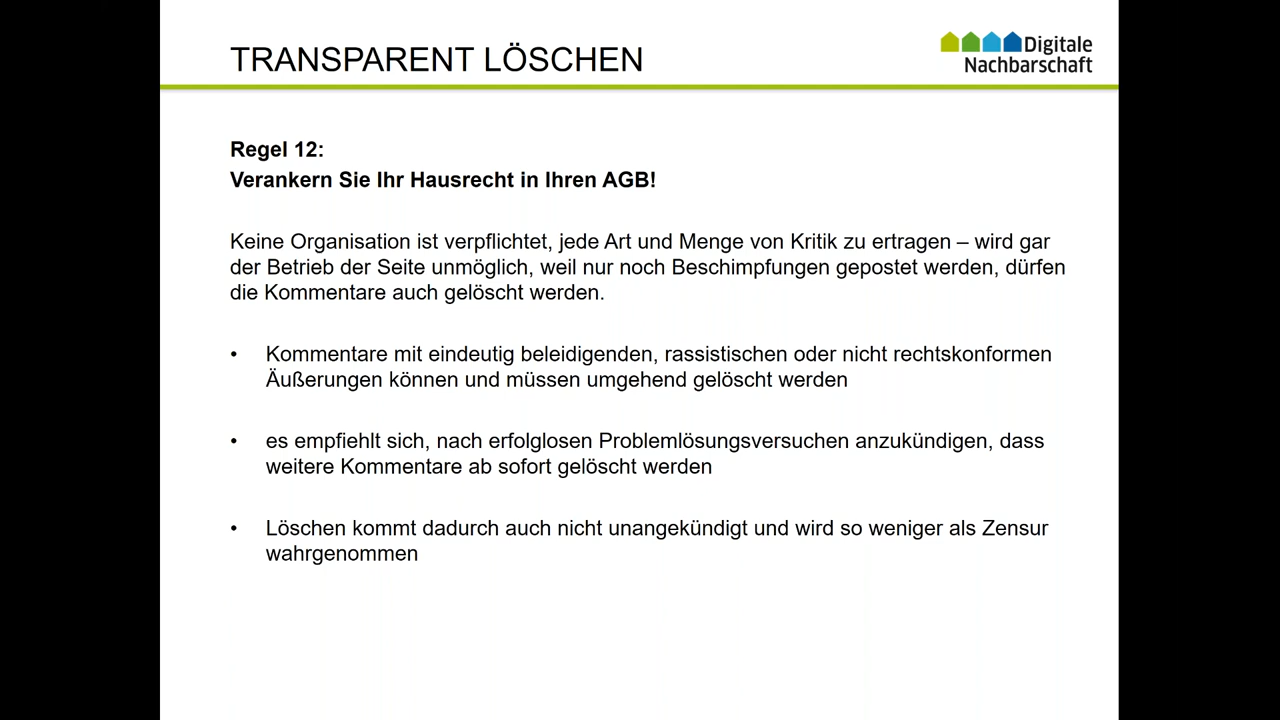 TRANSPARENT LÖSCHEN
Digitale
Nachbarschaft
Regel 12:
Verankern Sie Ihr Hausrecht in Ihren AGB!
Keine Organisation ist verpflichtet, jede Art und Menge von Kritik zu ertragen – wird gar
der Betrieb der Seite unmöglich, weil nur noch Beschimpfungen gepostet werden, dürfen
die Kommentare auch gelöscht werden.
• Kommentare mit eindeutig beleidigenden, rassistischen oder nicht rechtskonformen
Äußerungen können und müssen umgehend gelöscht werden
• es empfiehlt sich, nach erfolglosen Problemlösungsversuchen anzukündigen, dass
weitere Kommentare ab sofort gelöscht werden
• Löschen kommt dadurch auch nicht unangekündigt und wird so weniger als Zensur
wahrgenommen